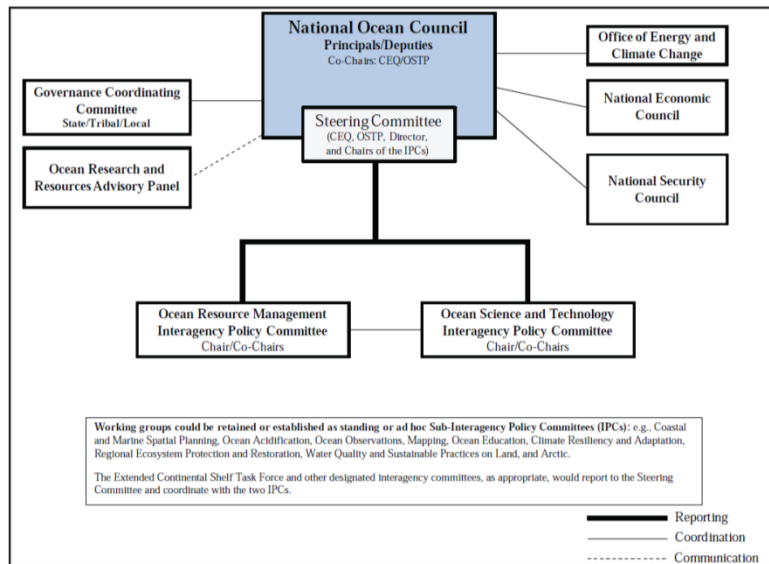 National Ocean Council
Principals/Deputies
Co-Chairs: CEQ/OSTP
Steering Committee
(CEQ, OSTP, Director,
and Chairs of the IPCs)
Governance Coordinating
Committee
State/Tribal/Local
Ocean Research and
Resources Advisory Panel
Office of Energy and
Climate Change
National Economic
Council
National Security
Council
Ocean Resource Management
Interagency Policy Committee
Chair/Co-Chairs
Ocean Science and Technology
Interagency Policy Committee
Chair/Co-Chairs
Working groups could be retained or established as standing or ad hoc Sub-Interagency Policy Committees (IPCs): e.g., Coastal
and Marine Spatial Planning, Ocean Acidification, Ocean Observations, Mapping, Ocean Education, Climate Resiliency and Adaptation,
Regional Ecosystem Protection and Restoration, Water Quality and Sustainable Practices on Land, and Arctic.
The Extended Continental Shelf Task Force and other designated interagency committees, as appropriate, would report to the Steering
Committee and coordinate with the two IPCs.
Reporting
Coordination
Communication